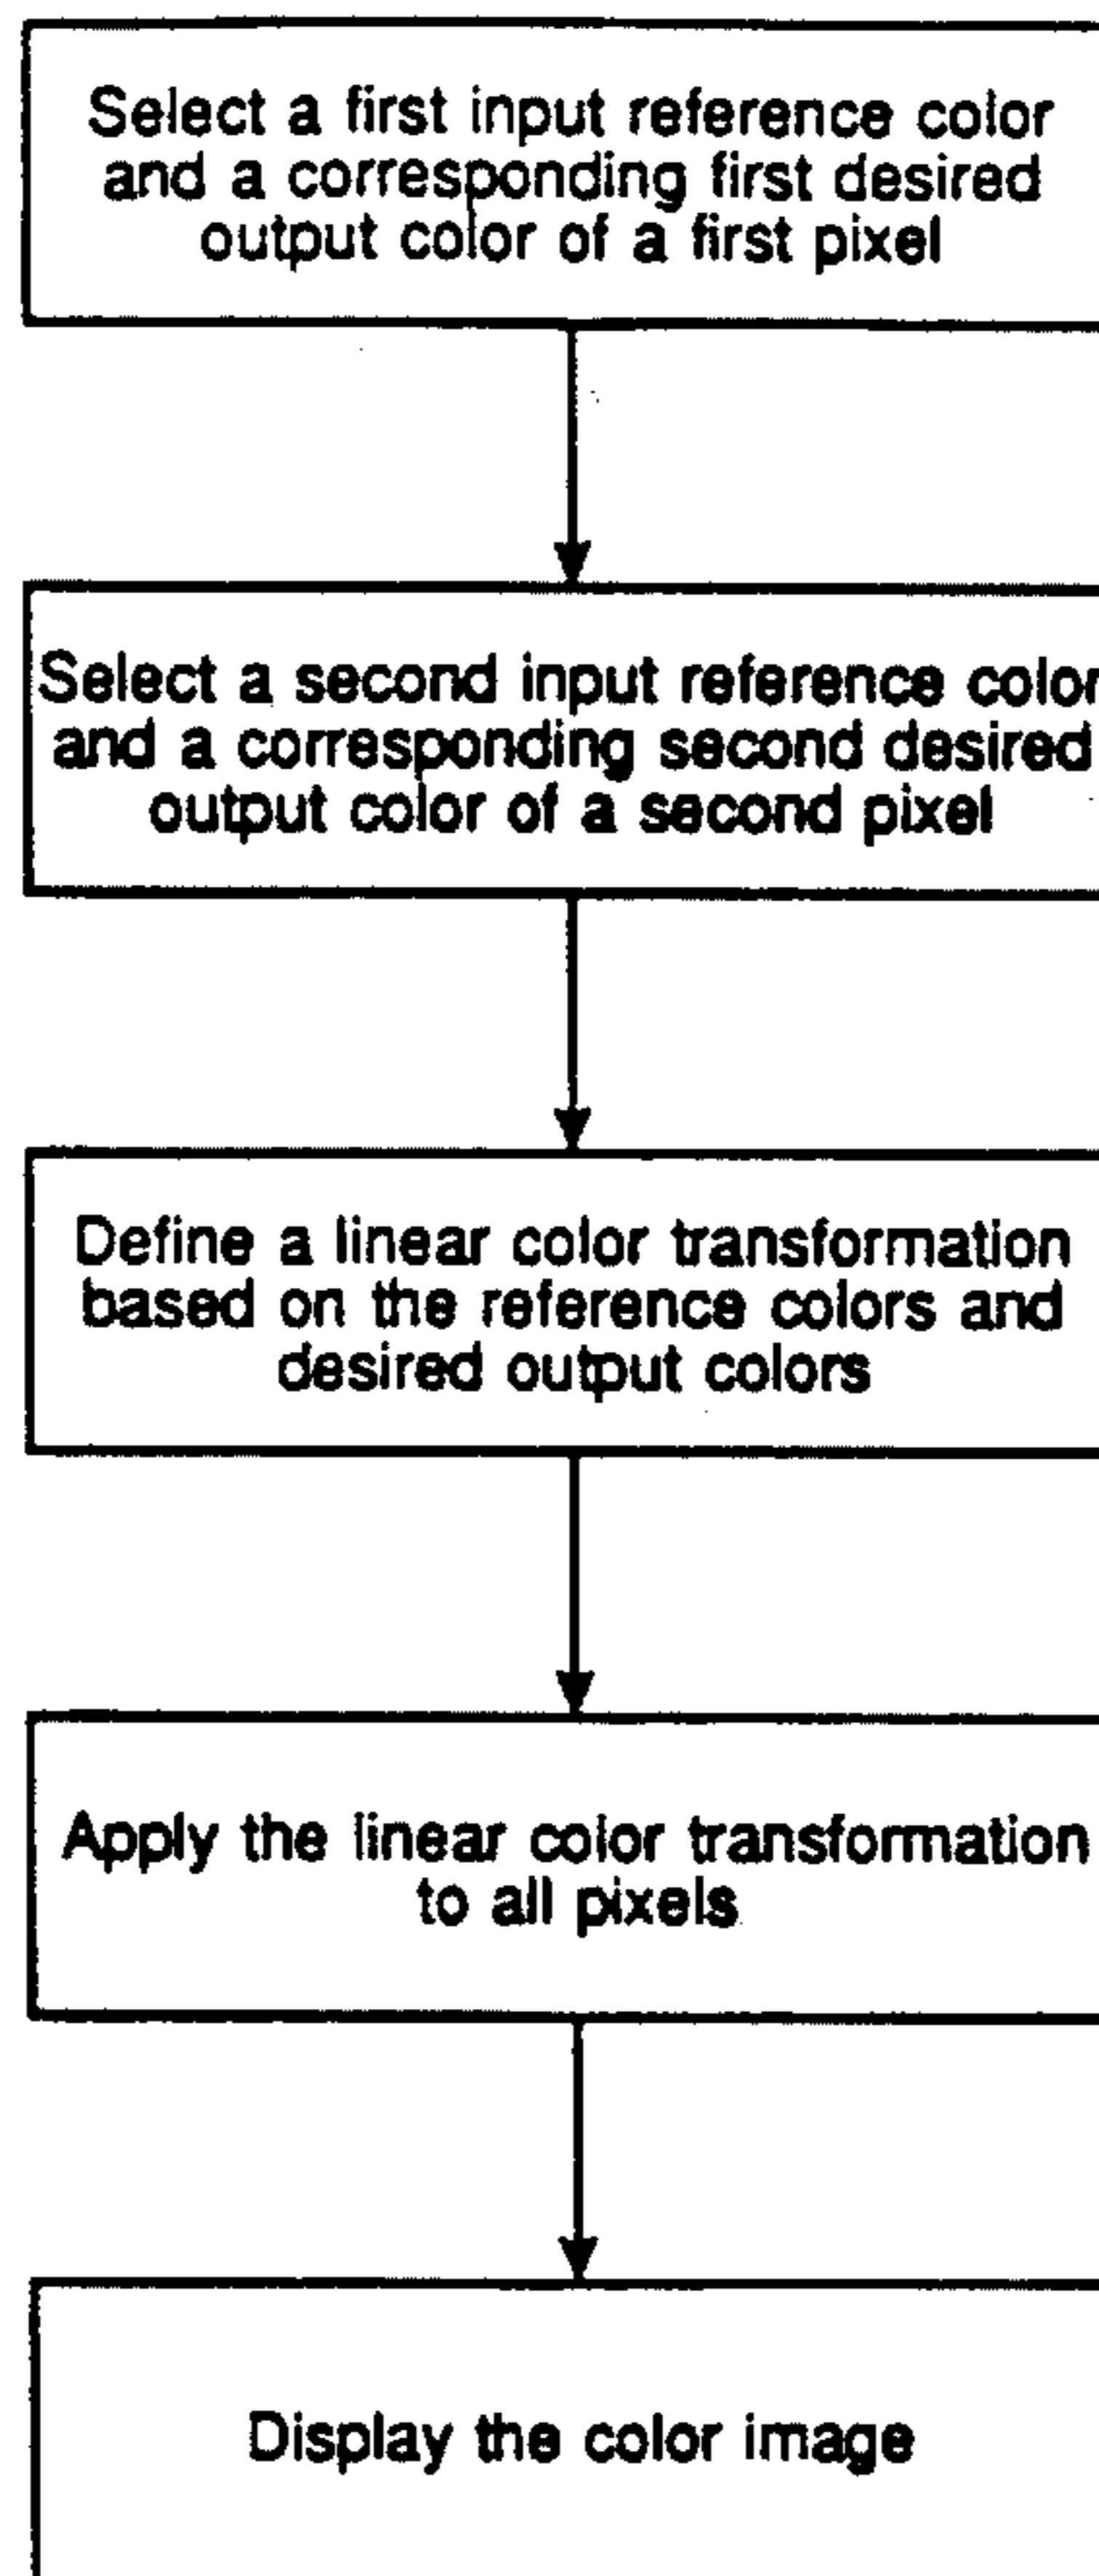 Select a first input reference color
and a corresponding first desired
output color of a first pixel
Select a second input reference color
and a corresponding second desired
output color of a second pixel
Define a linear color transformation
based on the reference colors and
desired output colors
Apply the linear color transformation
to all pixels
Display the color image